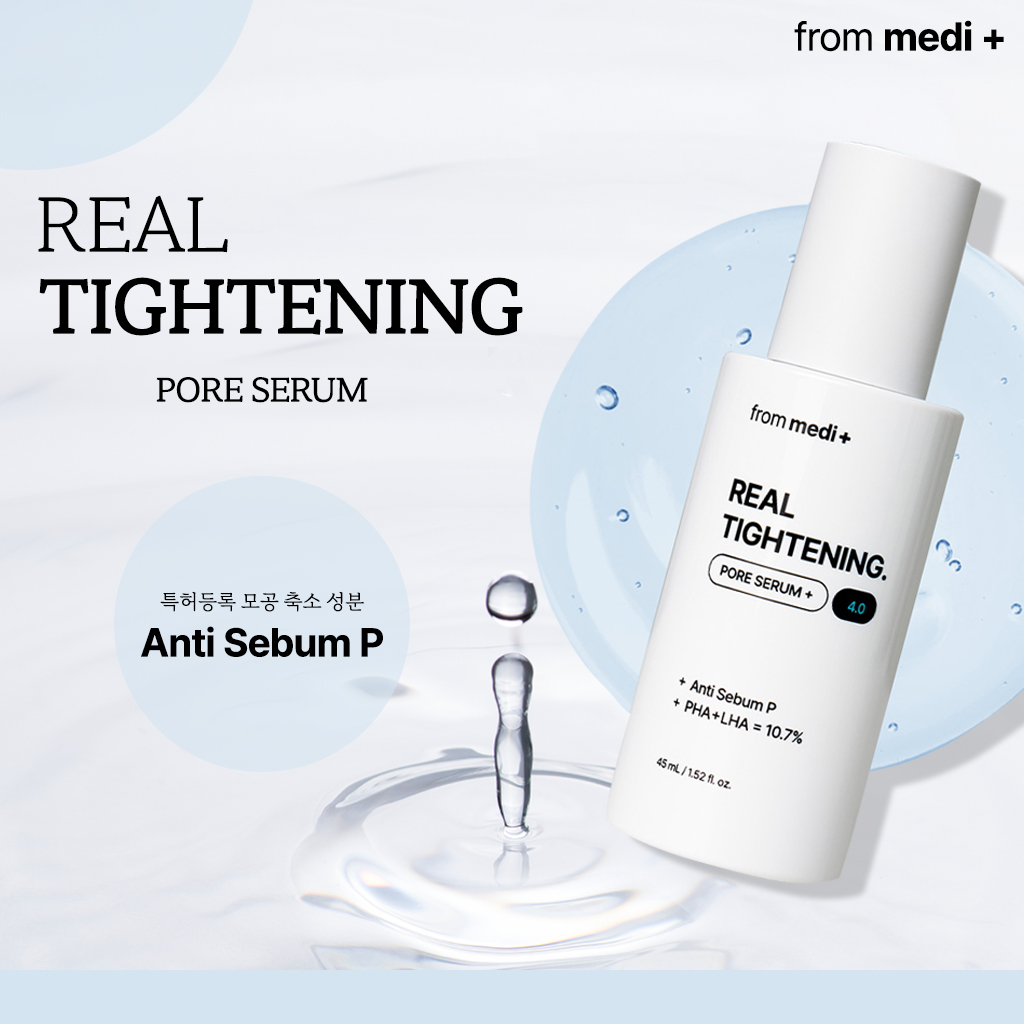 from medi +
REAL
TIGHTENING
PORE SERUM
특허등록 모공 축소 성분
Anti Sebum P
from medi +
REAL
TIGHTENING.
PORE SERUM + 4.0
+ Anti Sebum P
+ PHA+LHA = 10.7%
45 mL / 1.52 fl. oz.